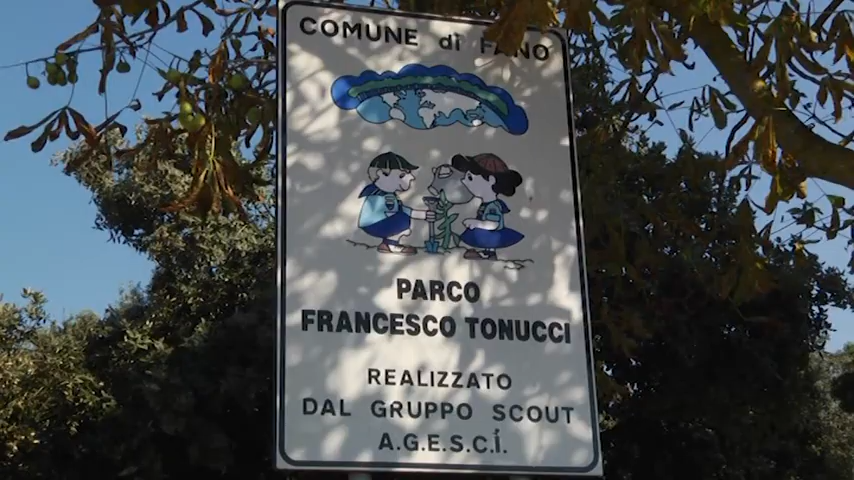 COMUNE di FANO
PARCO
FRANCESCO TONUCCI
REALIZZATO
DAL GRUPPO SCOUT
A.G.E.S.C.I.